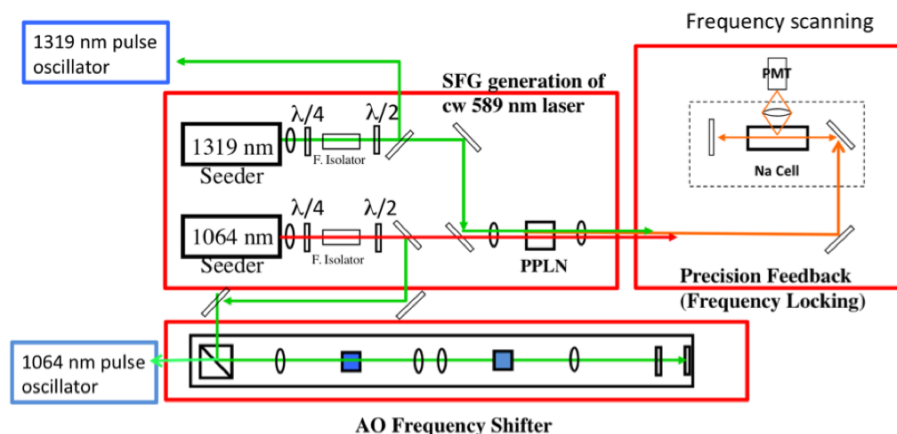 Frequency scanning
1319 nm pulse
oscillator
PMT
SFG generation of
cw 589 nm laser
λ/4
λ/2
1319 nm
F. Isolator
Seeder
Na Cell
λ/4
λ/2
1064 nm
F. Isolator
Seeder
PPLN
Precision Feedback
(Frequency Locking)
1064 nm pulse
oscillator
AO Frequency Shifter